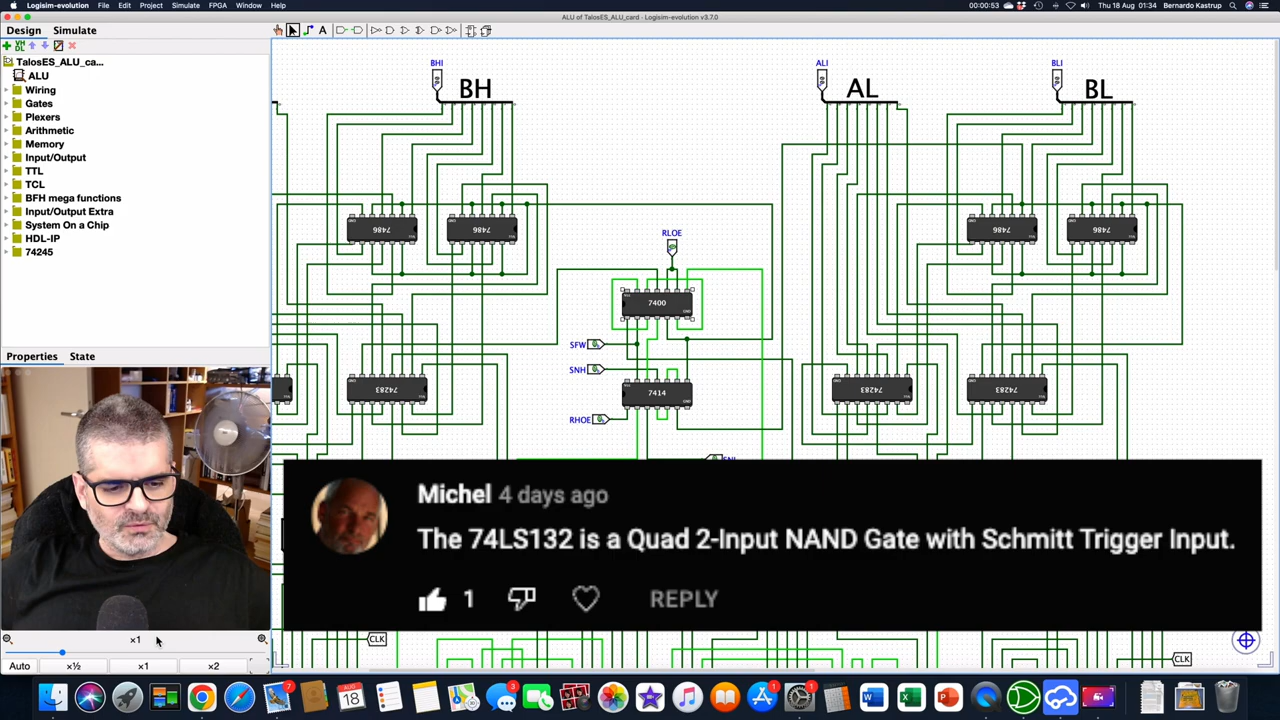 Logisim-evolution File Edit Project Simulate FPGA Window Help
00:00:53 Thu 18 Aug 01:34 Bernardo Kastrup
ALU of TalosES_ALU_card - Logisim-evolution v3.7.0
Design Simulate
A
TalosES_ALU_ca...
ALU
Wiring
Gates
Plexers
Arithmetic
Memory
Input/Output
TTL
TCL
BFH mega functions
Input/Output Extra
System On a Chip
HDL-IP
74245
Properties State
×1
Auto ×½ ×1 ×2
BHI ALI BLI
BH AL BL
7486 7486 7486 7486
RLOE
7400
SFW
SNH
74283 7414 74283 74283
RHOE
Michel 4 days ago
The 74LS132 is a Quad 2-Input NAND Gate with Schmitt Trigger Input.
1 REPLY
CLK CLK